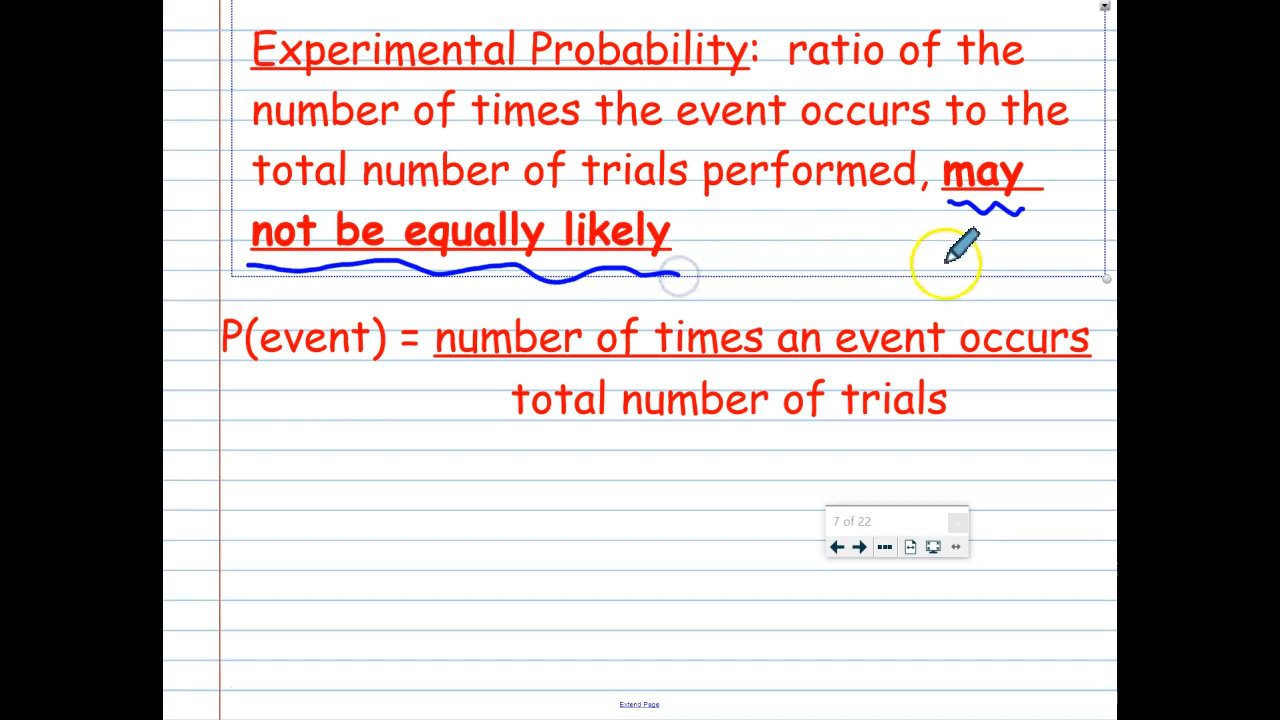 Experimental Probability: ratio of the
number of times the event occurs to the
total number of trials performed, may
not be equally likely
P(event) = number of times an event occurs
total number of trials
7 of 22
Extend Page